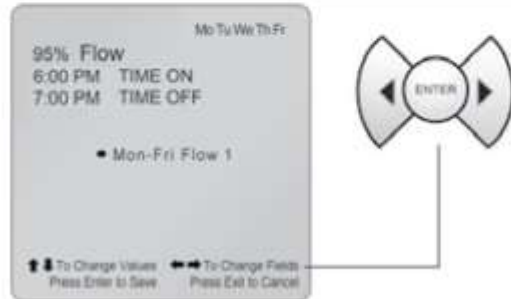 Mo Tu We Th Fr
95% Flow
6:00 PM TIME ON
7:00 PM TIME OFF
Mon-Fri Flow 1
To Change Values To Change Fields
Press Enter to Save Press Exit to Cancel
ENTER